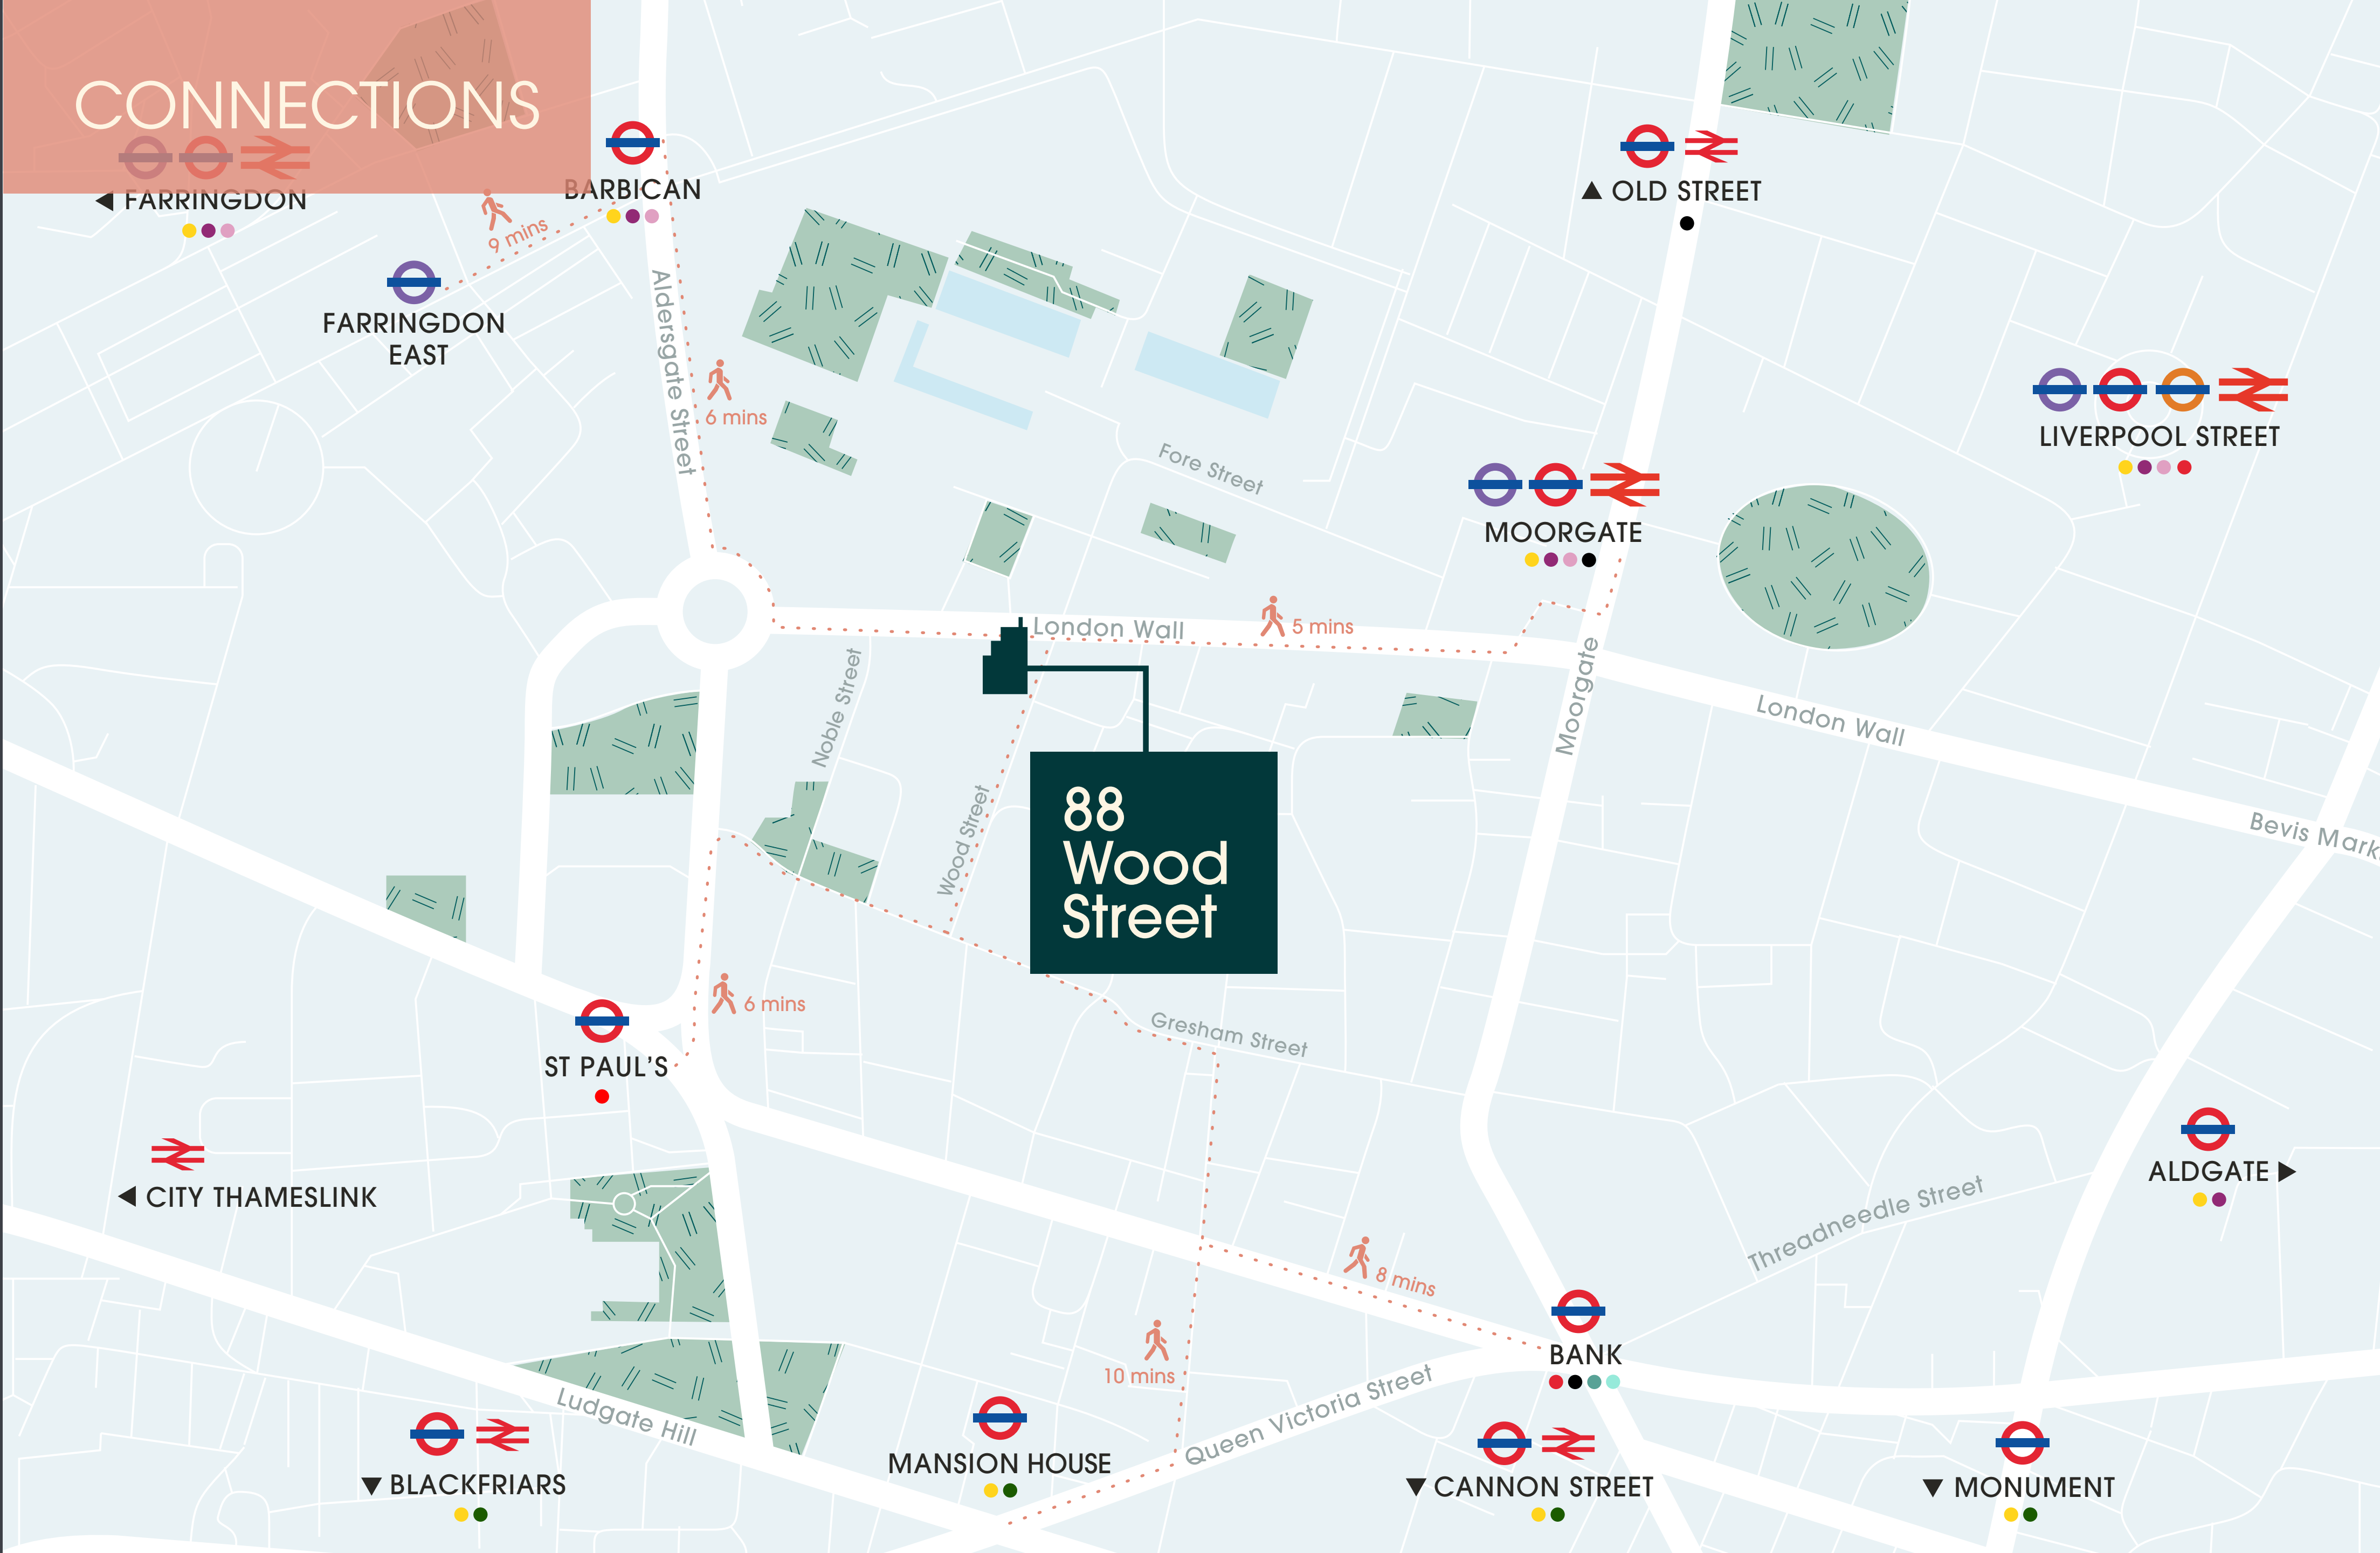 CONNECTIONS
FARRINGDON
BARBICAN
OLD STREET
9 mins
FARRINGDON
EAST
Aldersgate Street
6 mins
LIVERPOOL STREET
Fore Street
MOORGATE
London Wall
5 mins
Noble Street
Moorgate
London Wall
Wood Street
88
Wood
Street
Bevis Mark
6 mins
Gresham Street
ST PAUL'S
CITY THAMESLINK
ALDGATE
Threadneedle Street
8 mins
BANK
10 mins
Queen Victoria Street
Ludgate Hill
MANSION HOUSE
BLACKFRIARS
CANNON STREET
MONUMENT